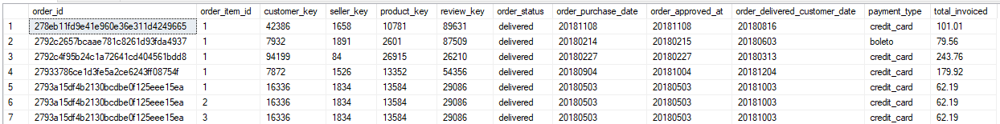 order_id order_item_id customer_key seller_key product_key review_key order_status order_purchase_date order_approved_at order_delivered_customer_date payment_type total_invoiced
1 278eb11fd9e41e960e36e311d4249665 1 42386 1658 10781 89631 delivered 20181108 20181108 20180816 credit_card 101.01
2 2792c2657bcaae781c8261d93fda4937 1 7932 1891 2601 87509 delivered 20180214 20180215 20180603 boleto 79.56
3 2792c4f95b24c1a72641cd404561bdd8 1 94199 84 26915 26210 delivered 20180227 20180227 20180313 credit_card 243.76
4 27933786ce1d3fe5a2ce6243ff08754f 1 7872 1526 13352 54356 delivered 20180904 20181004 20181204 credit_card 179.92
5 2793a15df4b2130bcdbe0f125eee15ea 1 16336 1834 13584 29086 delivered 20180503 20180503 20181003 credit_card 62.19
6 2793a15df4b2130bcdbe0f125eee15ea 2 16336 1834 13584 29086 delivered 20180503 20180503 20181003 credit_card 62.19
7 2793a15df4b2130bcdbe0f125eee15ea 3 16336 1834 13584 29086 delivered 20180503 20180503 20181003 credit_card 62.19